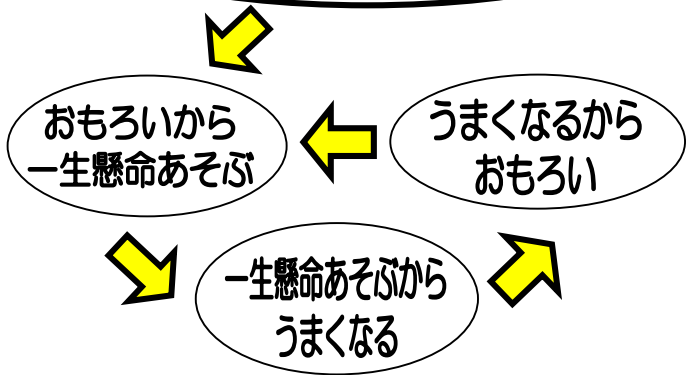 おもろいから
一生懸命あそぶ
うまくなるから
おもろい
一生懸命あそぶから
うまくなる